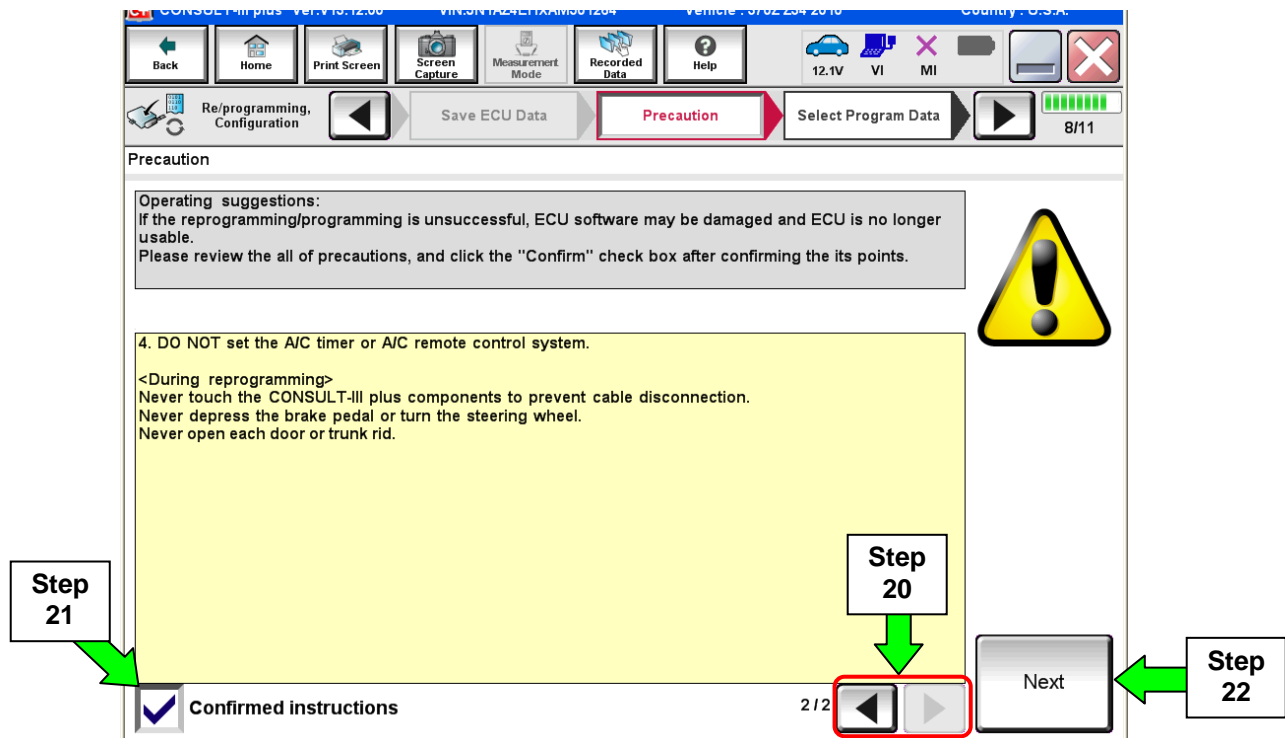 Back
Home
Print Screen
Screen
Capture
Measurement
Mode
Recorded
Data
Help
12.1V
VI
MI
Re/programming,
Configuration
Save ECU Data
Precaution
Select Program Data
8/11
Precaution
Operating suggestions:
If the reprogramming/programming is unsuccessful, ECU software may be damaged and ECU is no longer
usable.
Please review the all of precautions, and click the "Confirm" check box after confirming the its points.
4. DO NOT set the A/C timer or A/C remote control system.
<During reprogramming>
Never touch the CONSULT-III plus components to prevent cable disconnection.
Never depress the brake pedal or turn the steering wheel.
Never open each door or trunk rid.
Step
20
Step
21
Confirmed instructions
2/2
Next
Step
22